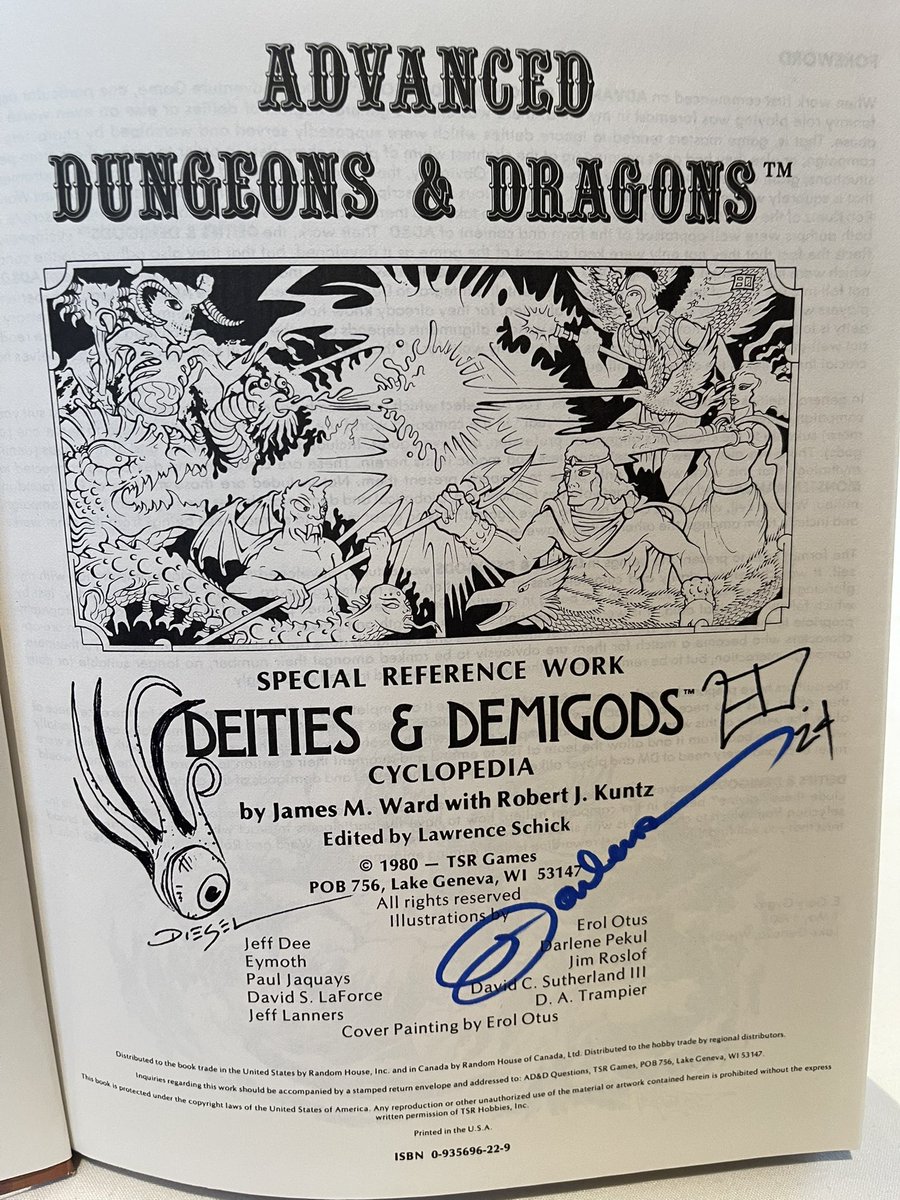 ADVANCED
DUNGEONS & DRAGONS™
SPECIAL REFERENCE WORK
DEITIES & DEMIGODS™
CYCLOPEDIA
by James M. Ward with Robert J. Kuntz
Edited by Lawrence Schick
© 1980 — TSR Games
POB 756, Lake Geneva, WI 53147
All rights reserved
Illustrations by
DIESEL
Darlene
24
Jeff Dee
Eymoth
Paul Jaquays
David S. LaForce
Jeff Lanners
Erol Otus
Darlene Pekul
Jim Roslof
David C. Sutherland III
D. A. Trampier
Cover Painting by Erol Otus
Distributed to the book trade in the United States by Random House, Inc. and in Canada by Random House of Canada, Ltd. Distributed to the hobby trade by regional distributors.
Inquiries regarding this work should be accompanied by a stamped return envelope and addressed to: AD&D Questions, TSR Games, POB 756, Lake Geneva, WI 53147.
This book is protected under the copyright laws of the United States of America. Any reproduction or other unauthorized use of the material or artwork contained herein is prohibited without the express
written permission of TSR Hobbies, Inc.
Printed in the U.S.A.
ISBN 0-935696-22-9